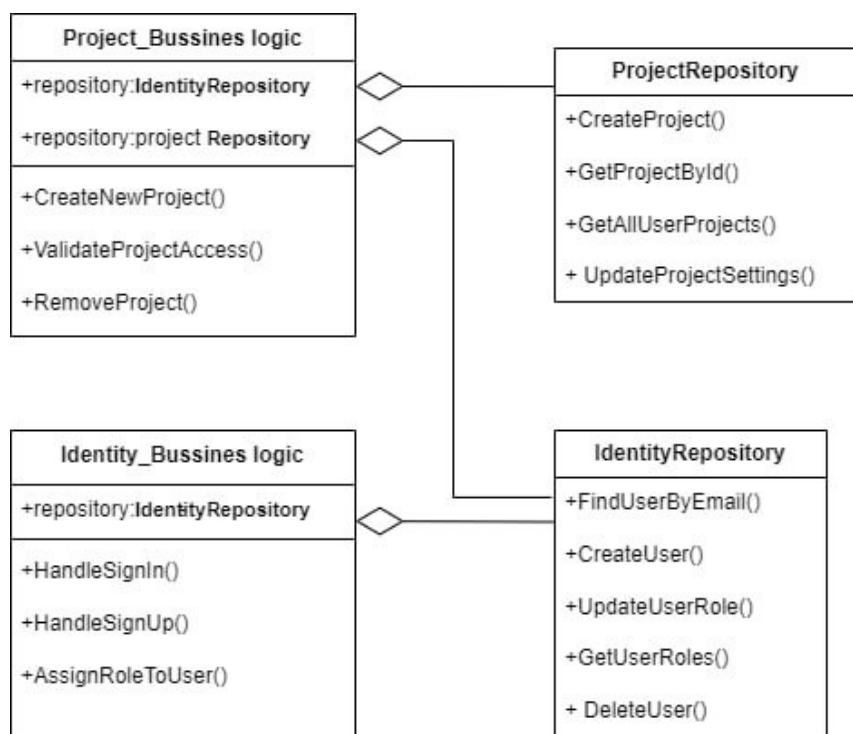 Project_Bussines logic
+repository:IdentityRepository
+repository:project Repository
+CreateNewProject()
+ValidateProjectAccess()
+RemoveProject()
ProjectRepository
+CreateProject()
+GetProjectById()
+GetAllUserProjects()
+ UpdateProjectSettings()
Identity_Bussines logic
+repository:IdentityRepository
+HandleSignIn()
+HandleSignUp()
+AssignRoleToUser()
IdentityRepository
+FindUserByEmail()
+CreateUser()
+UpdateUserRole()
+GetUserRoles()
+ DeleteUser()